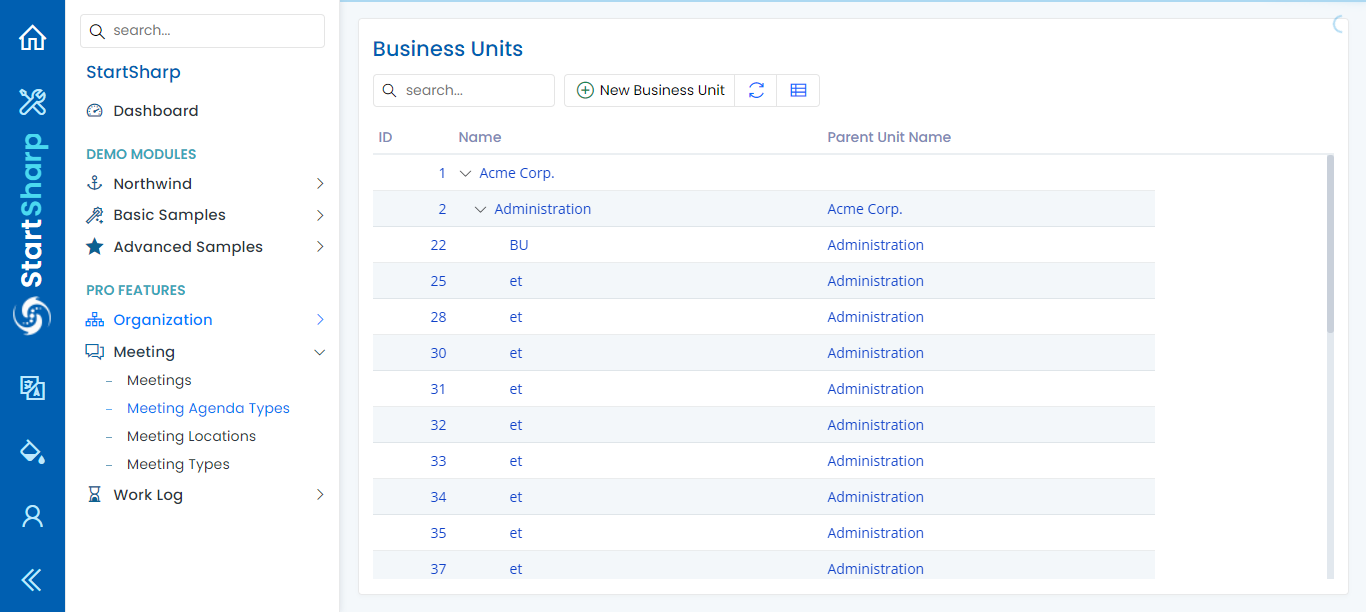 StartSharp
search...
StartSharp
Dashboard
DEMO MODULES
Northwind
Basic Samples
Advanced Samples
PRO FEATURES
Organization
Meeting
– Meetings
– Meeting Agenda Types
– Meeting Locations
– Meeting Types
Work Log
Business Units
search...
New Business Unit
ID Name Parent Unit Name
1 Acme Corp.
2 Administration Acme Corp.
22 BU Administration
25 et Administration
28 et Administration
30 et Administration
31 et Administration
32 et Administration
33 et Administration
34 et Administration
35 et Administration
37 et Administration